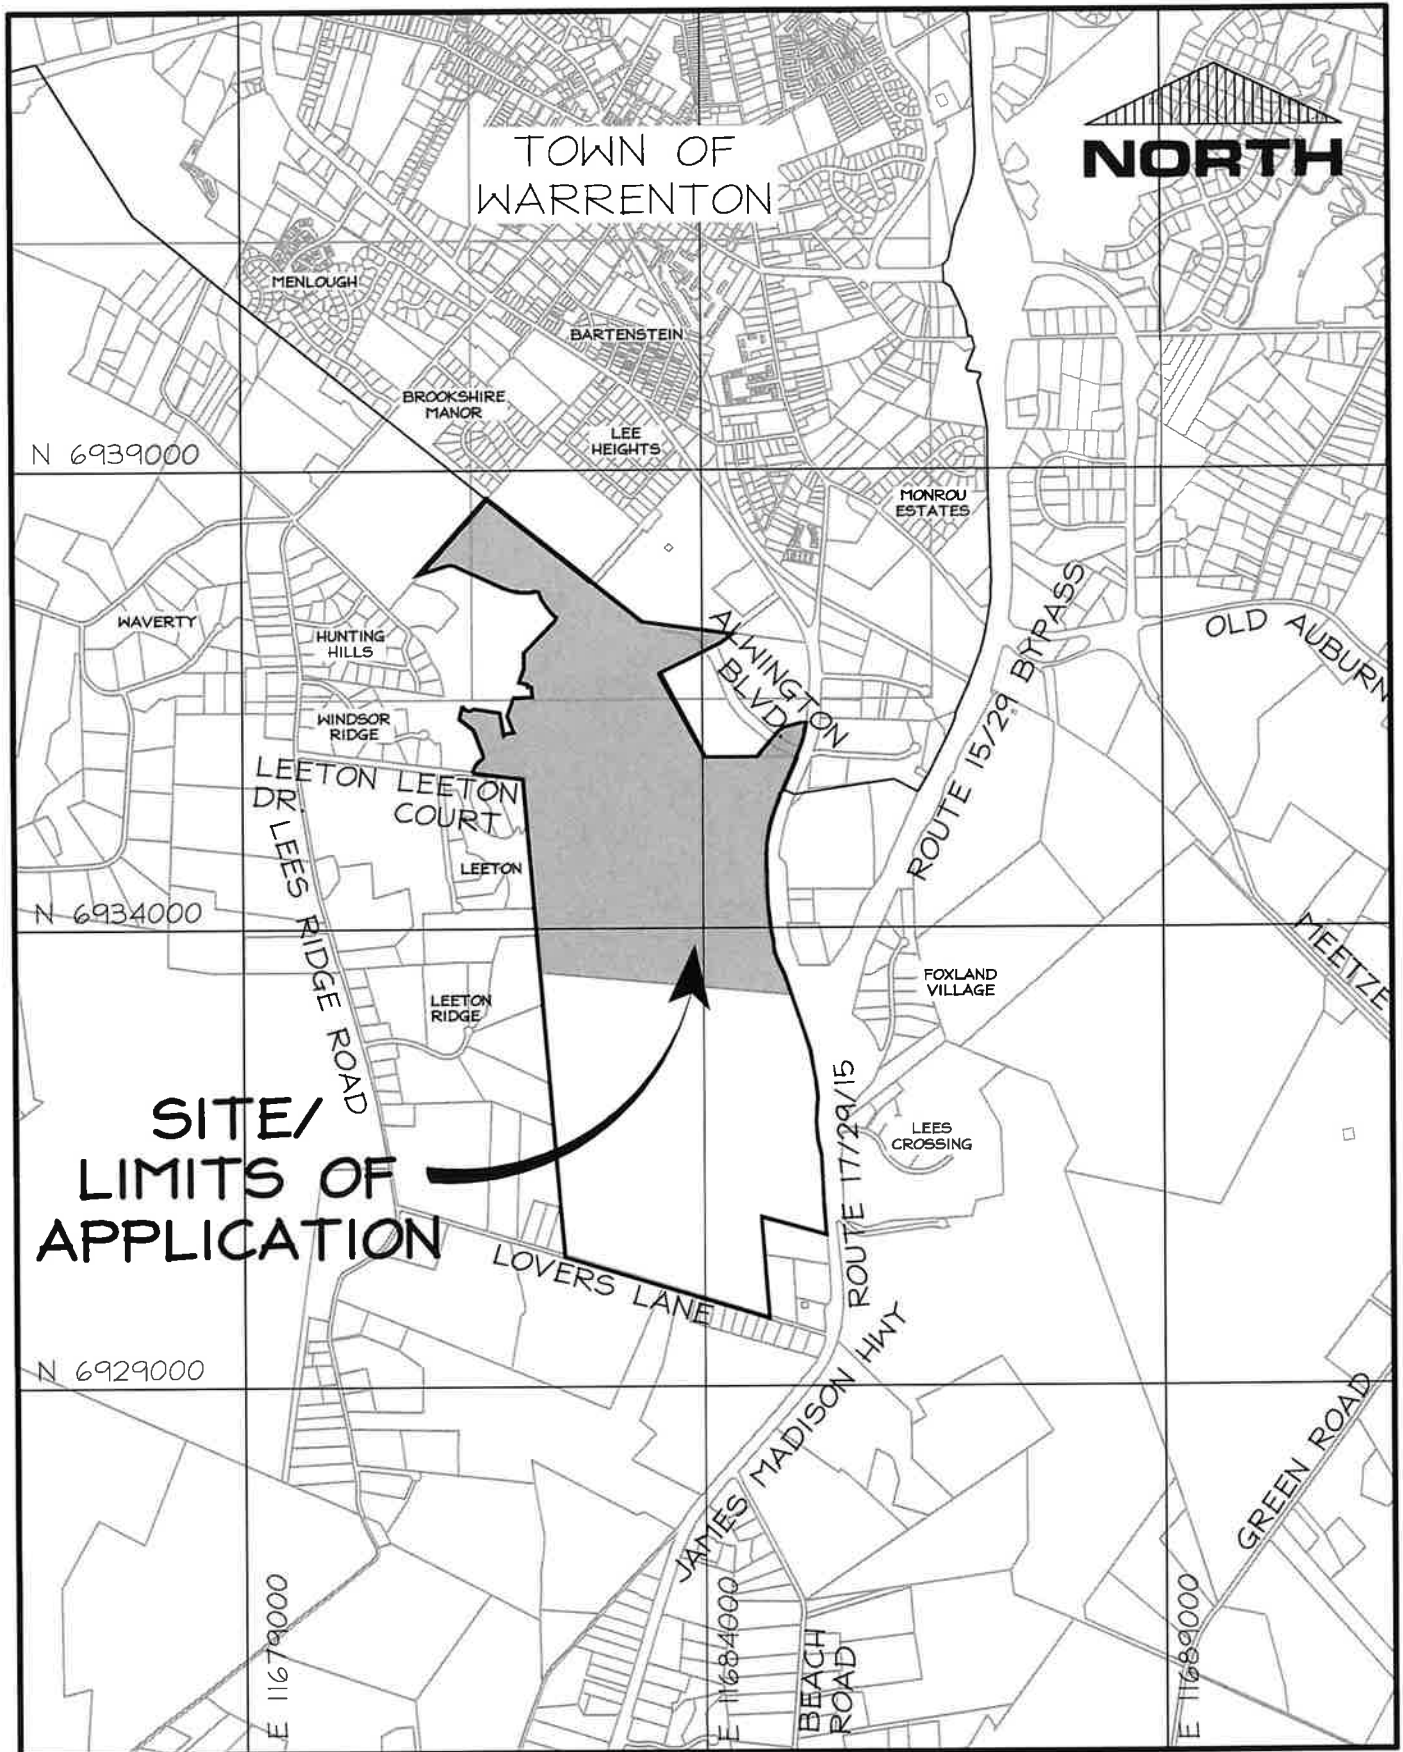 TOWN OF
WARRENTON
NORTH
MENLOUGH
BARTENSTEIN
BROOKSHIRE
MANOR
LEE
HEIGHTS
N 6939000
MONROU
ESTATES
WAVERTY
HUNTING
HILLS
ALWINGTON
BLVD
ROUTE 15/29 BYPASS
OLD AUBURN
WINDSOR
RIDGE
LEETON
DR.
LEETON
COURT
LEES RIDGE ROAD
LEETON
N 6934000
MEETZE
FOXLAND
VILLAGE
LEETON
RIDGE
SITE/
LIMITS OF
APPLICATION
ROUTE 17/29/15
LEES
CROSSING
LOVERS LANE
N 6929000
JAMES MADISON HWY
GREEN ROAD
E 11679000
E 11684000
BEACH
ROAD
E 11689000